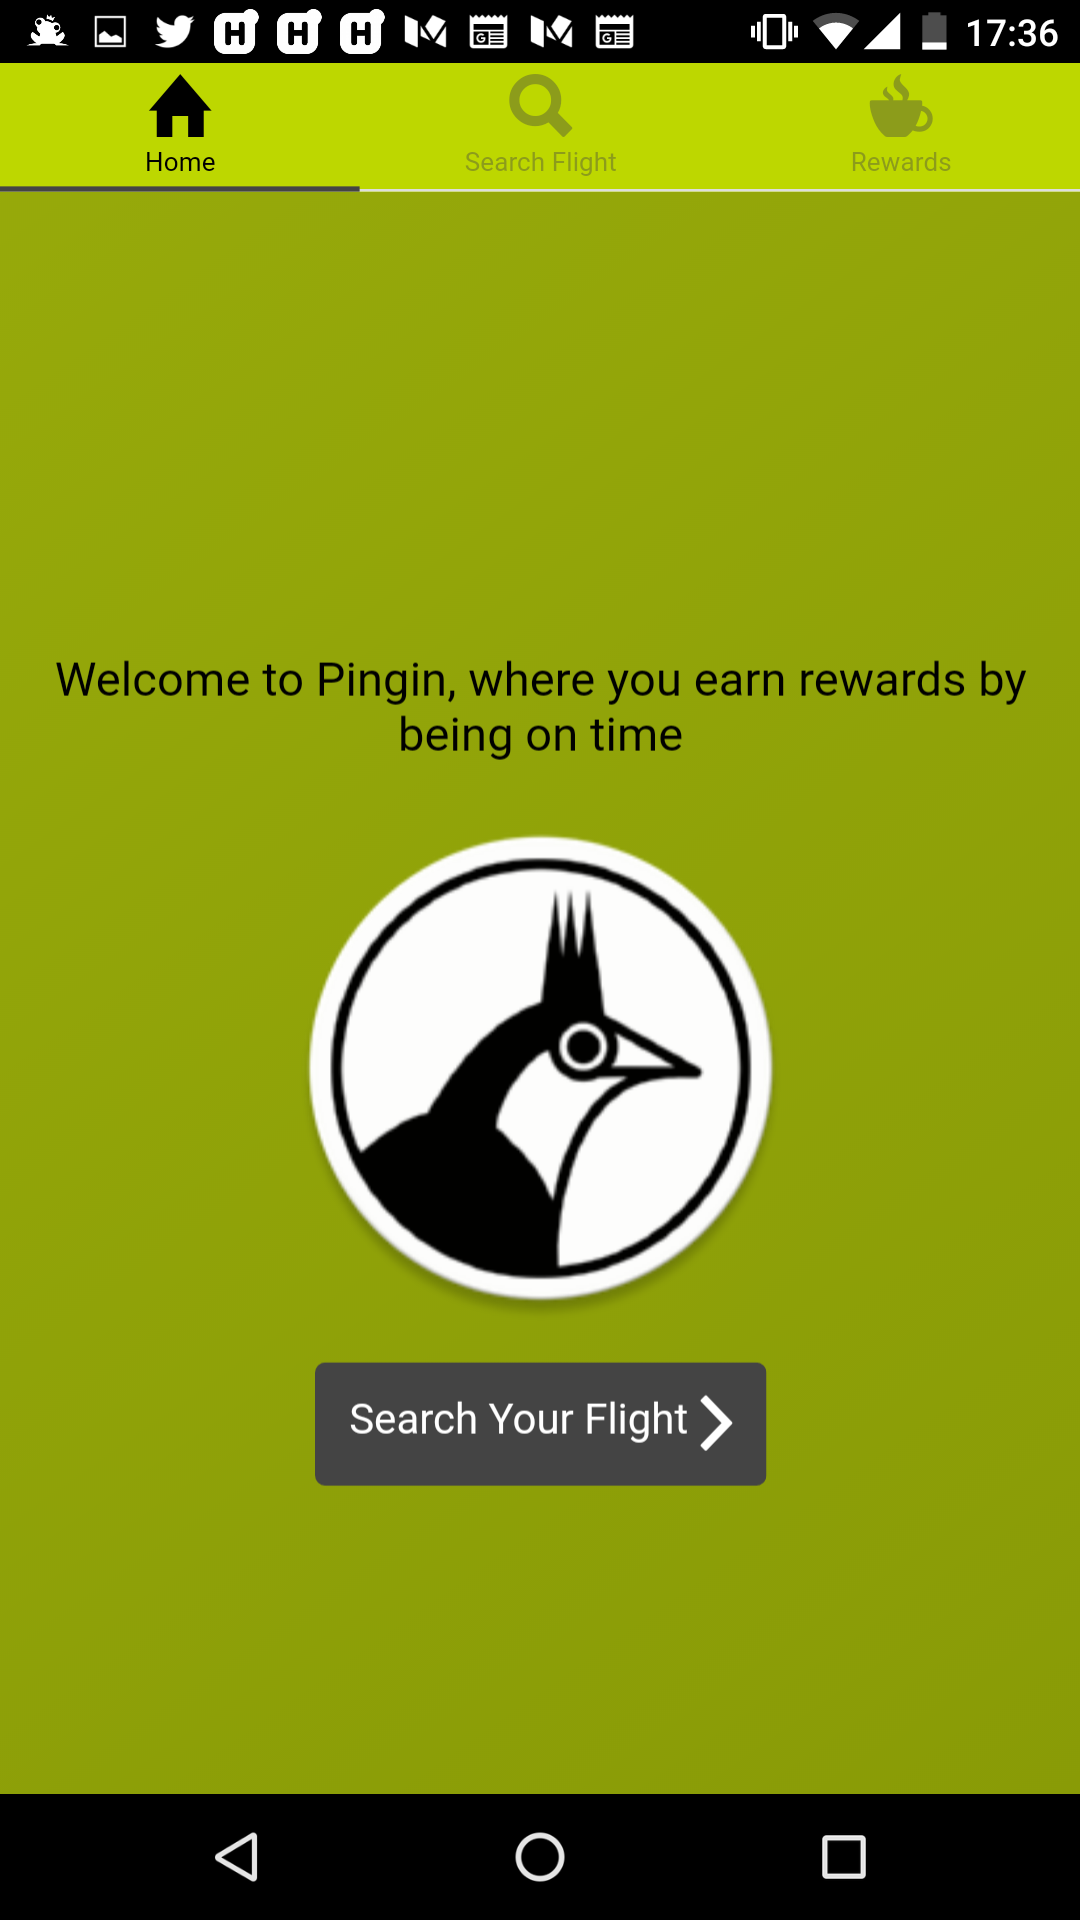 17:36
Home
Search Flight
Rewards
Welcome to Pingin, where you earn rewards by
being on time
Search Your Flight